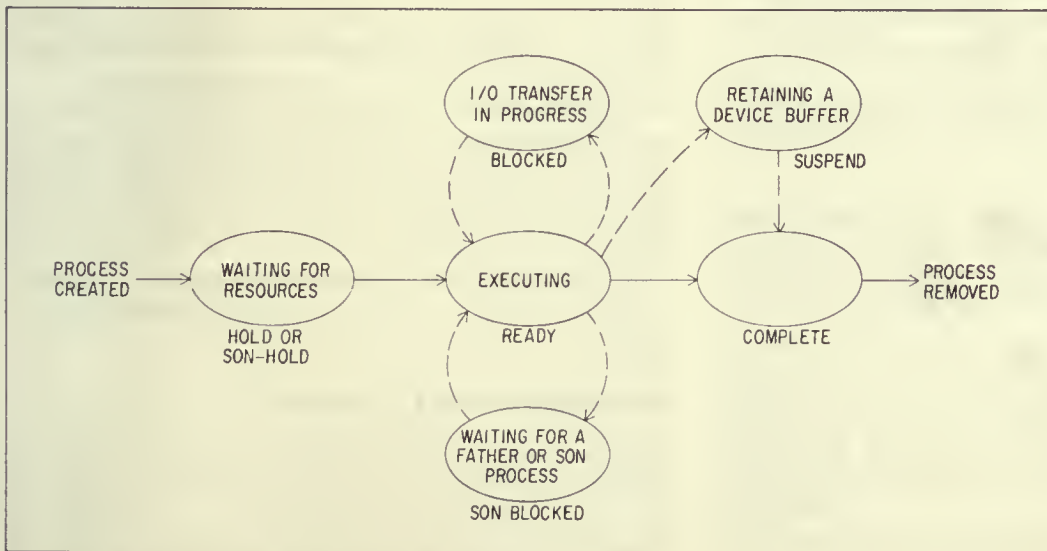 I/O TRANSFER
IN PROGRESS
BLOCKED
RETAINING A
DEVICE BUFFER
SUSPEND
PROCESS
CREATED
WAITING FOR
RESOURCES
HOLD OR
SON-HOLD
EXECUTING
READY
COMPLETE
PROCESS
REMOVED
WAITING FOR A
FATHER OR SON
PROCESS
SON BLOCKED